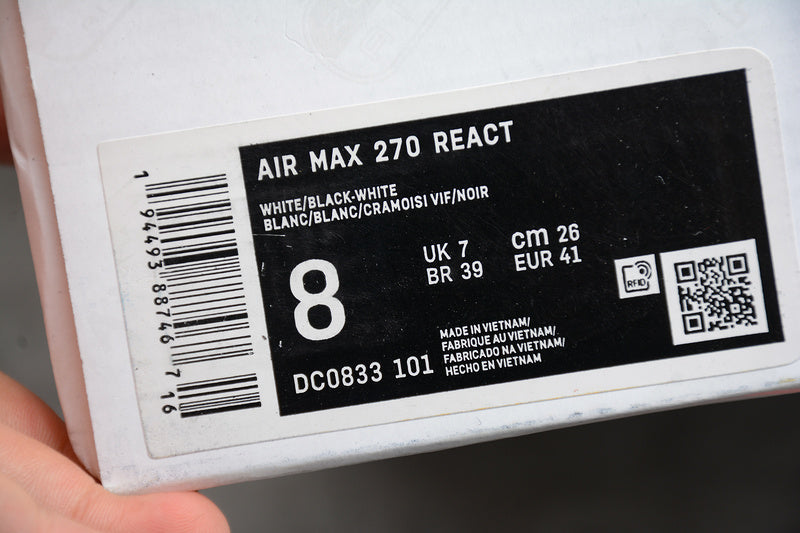 AIR MAX 270 REACT
WHITE/BLACK-WHITE
BLANC/BLANC/CRAMOISI VIF/NOIR
8
UK 7
BR 39
cm 26
EUR 41
RFID
DC0833 101
MADE IN VIETNAM/
FABRIQUE AU VIETNAM/
FABRICADO NA VIETNAM/
HECHO EN VIETNAM
1 94493 88746 7 16